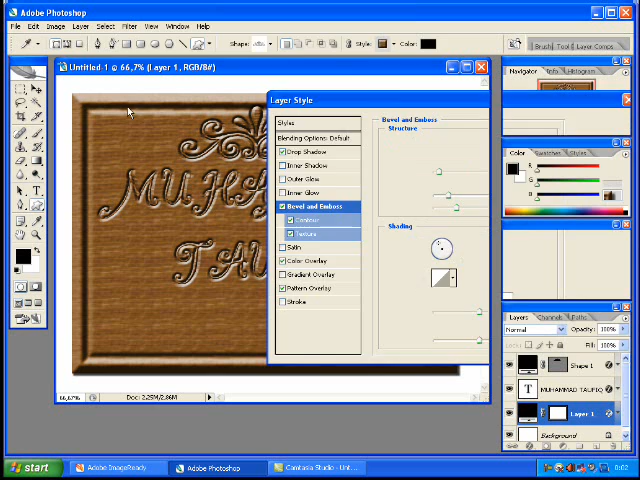 Adobe Photoshop
File Edit Image Layer Select Filter View Window Help
Shape: Style: Color: Brush Tool Layer Comps
Untitled-1 @ 66,7% (Layer 1, RGB/8#)
Navigator Info Histogram
Layer Style
Styles
Blending Options: Default
Drop Shadow
Inner Shadow
Outer Glow
Inner Glow
Bevel and Emboss
Contour
Texture
Satin
Color Overlay
Gradient Overlay
Pattern Overlay
Stroke
Bevel and Emboss
Structure
Shading
MUHA
TAU
Color Swatches Styles
R
G
B
Layers Channels Paths
Normal Opacity: 100%
Lock: Fill: 100%
Shape 1
T MUHAMMAD TAUFIQ
Layer 1
Background
66,67% Doc: 2,25M/2,86M
start Adobe ImageReady Adobe Photoshop Camtasia Studio - Unt... 0:02